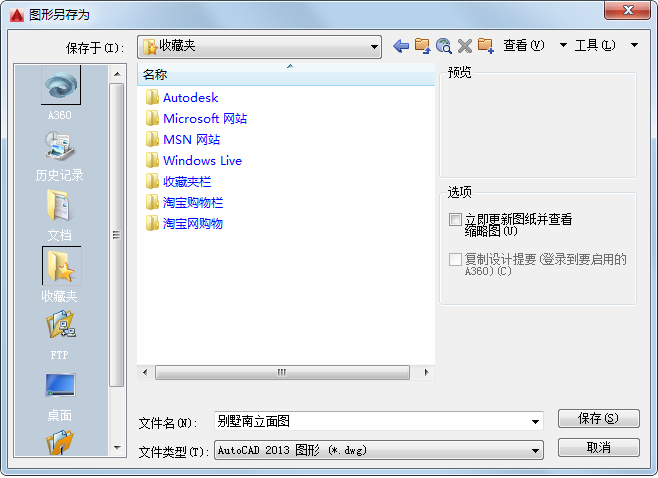 图形另存为
保存于(I):
收藏夹
查看(V)
工具(L)
A360
历史记录
文档
收藏夹
FTP
桌面
名称
Autodesk
Microsoft 网站
MSN 网站
Windows Live
收藏夹栏
淘宝购物栏
淘宝网购物
预览
选项
立即更新图纸并查看
缩略图(U)
复制设计提要(登录到要启用的
A360)(C)
文件名(N):
别墅南立面图
保存(S)
文件类型(T):
AutoCAD 2013 图形 (*.dwg)
取消